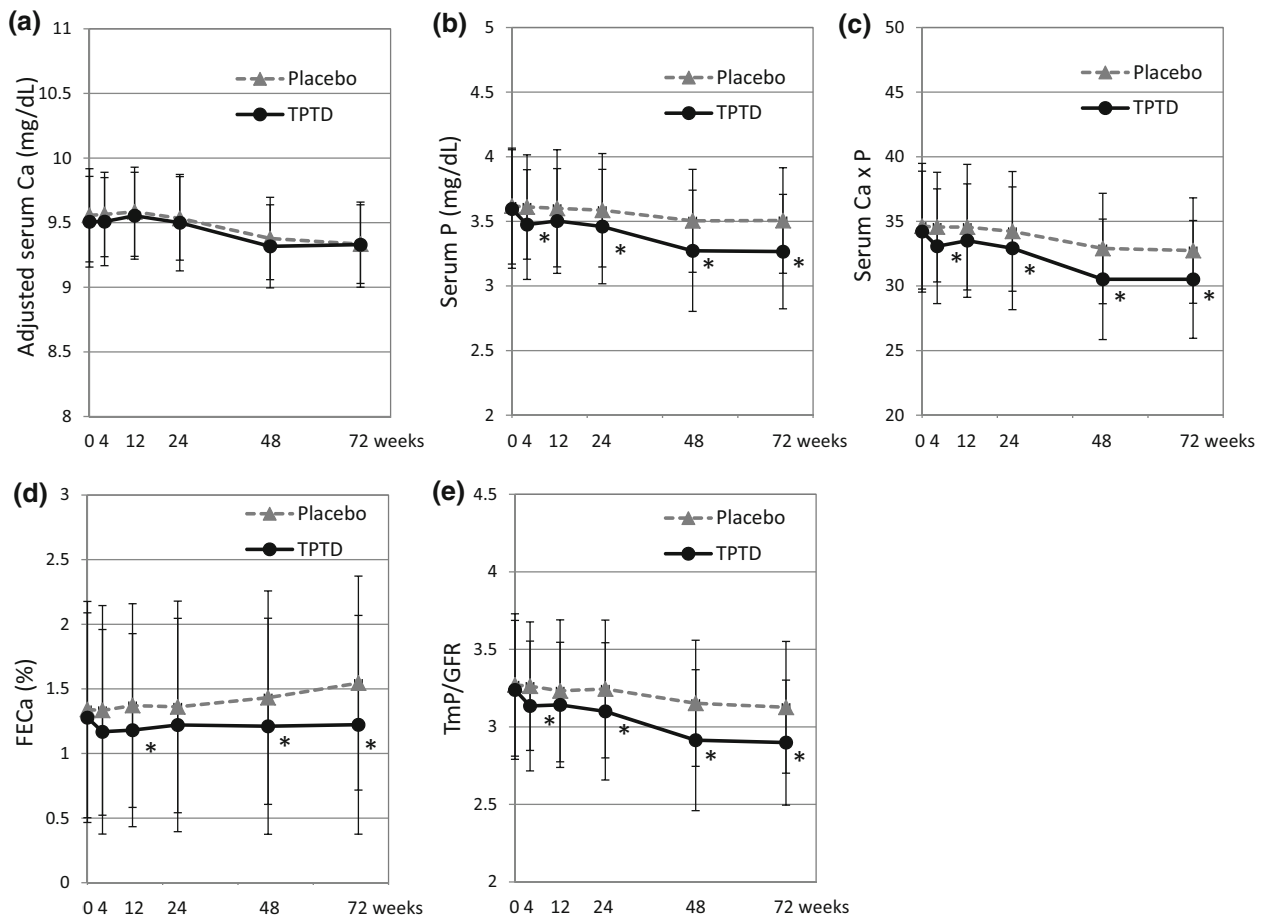 (a)
Adjusted serum Ca (mg/dL)
11
10.5
10
9.5
9
8.5
8
Placebo
TPTD
0 4 12 24 48 72 weeks
(b)
Serum P (mg/dL)
5
4.5
4
3.5
3
2.5
2
Placebo
TPTD
* * * *
0 4 12 24 48 72 weeks
(c)
Serum Ca x P
50
45
40
35
30
25
20
Placebo
TPTD
* * * *
0 4 12 24 48 72 weeks
(d)
FECa (%)
3
2.5
2
1.5
1
0.5
0
Placebo
TPTD
* * *
0 4 12 24 48 72 weeks
(e)
TmP/GFR
4.5
4
3.5
3
2.5
2
Placebo
TPTD
* * * *
0 4 12 24 48 72 weeks